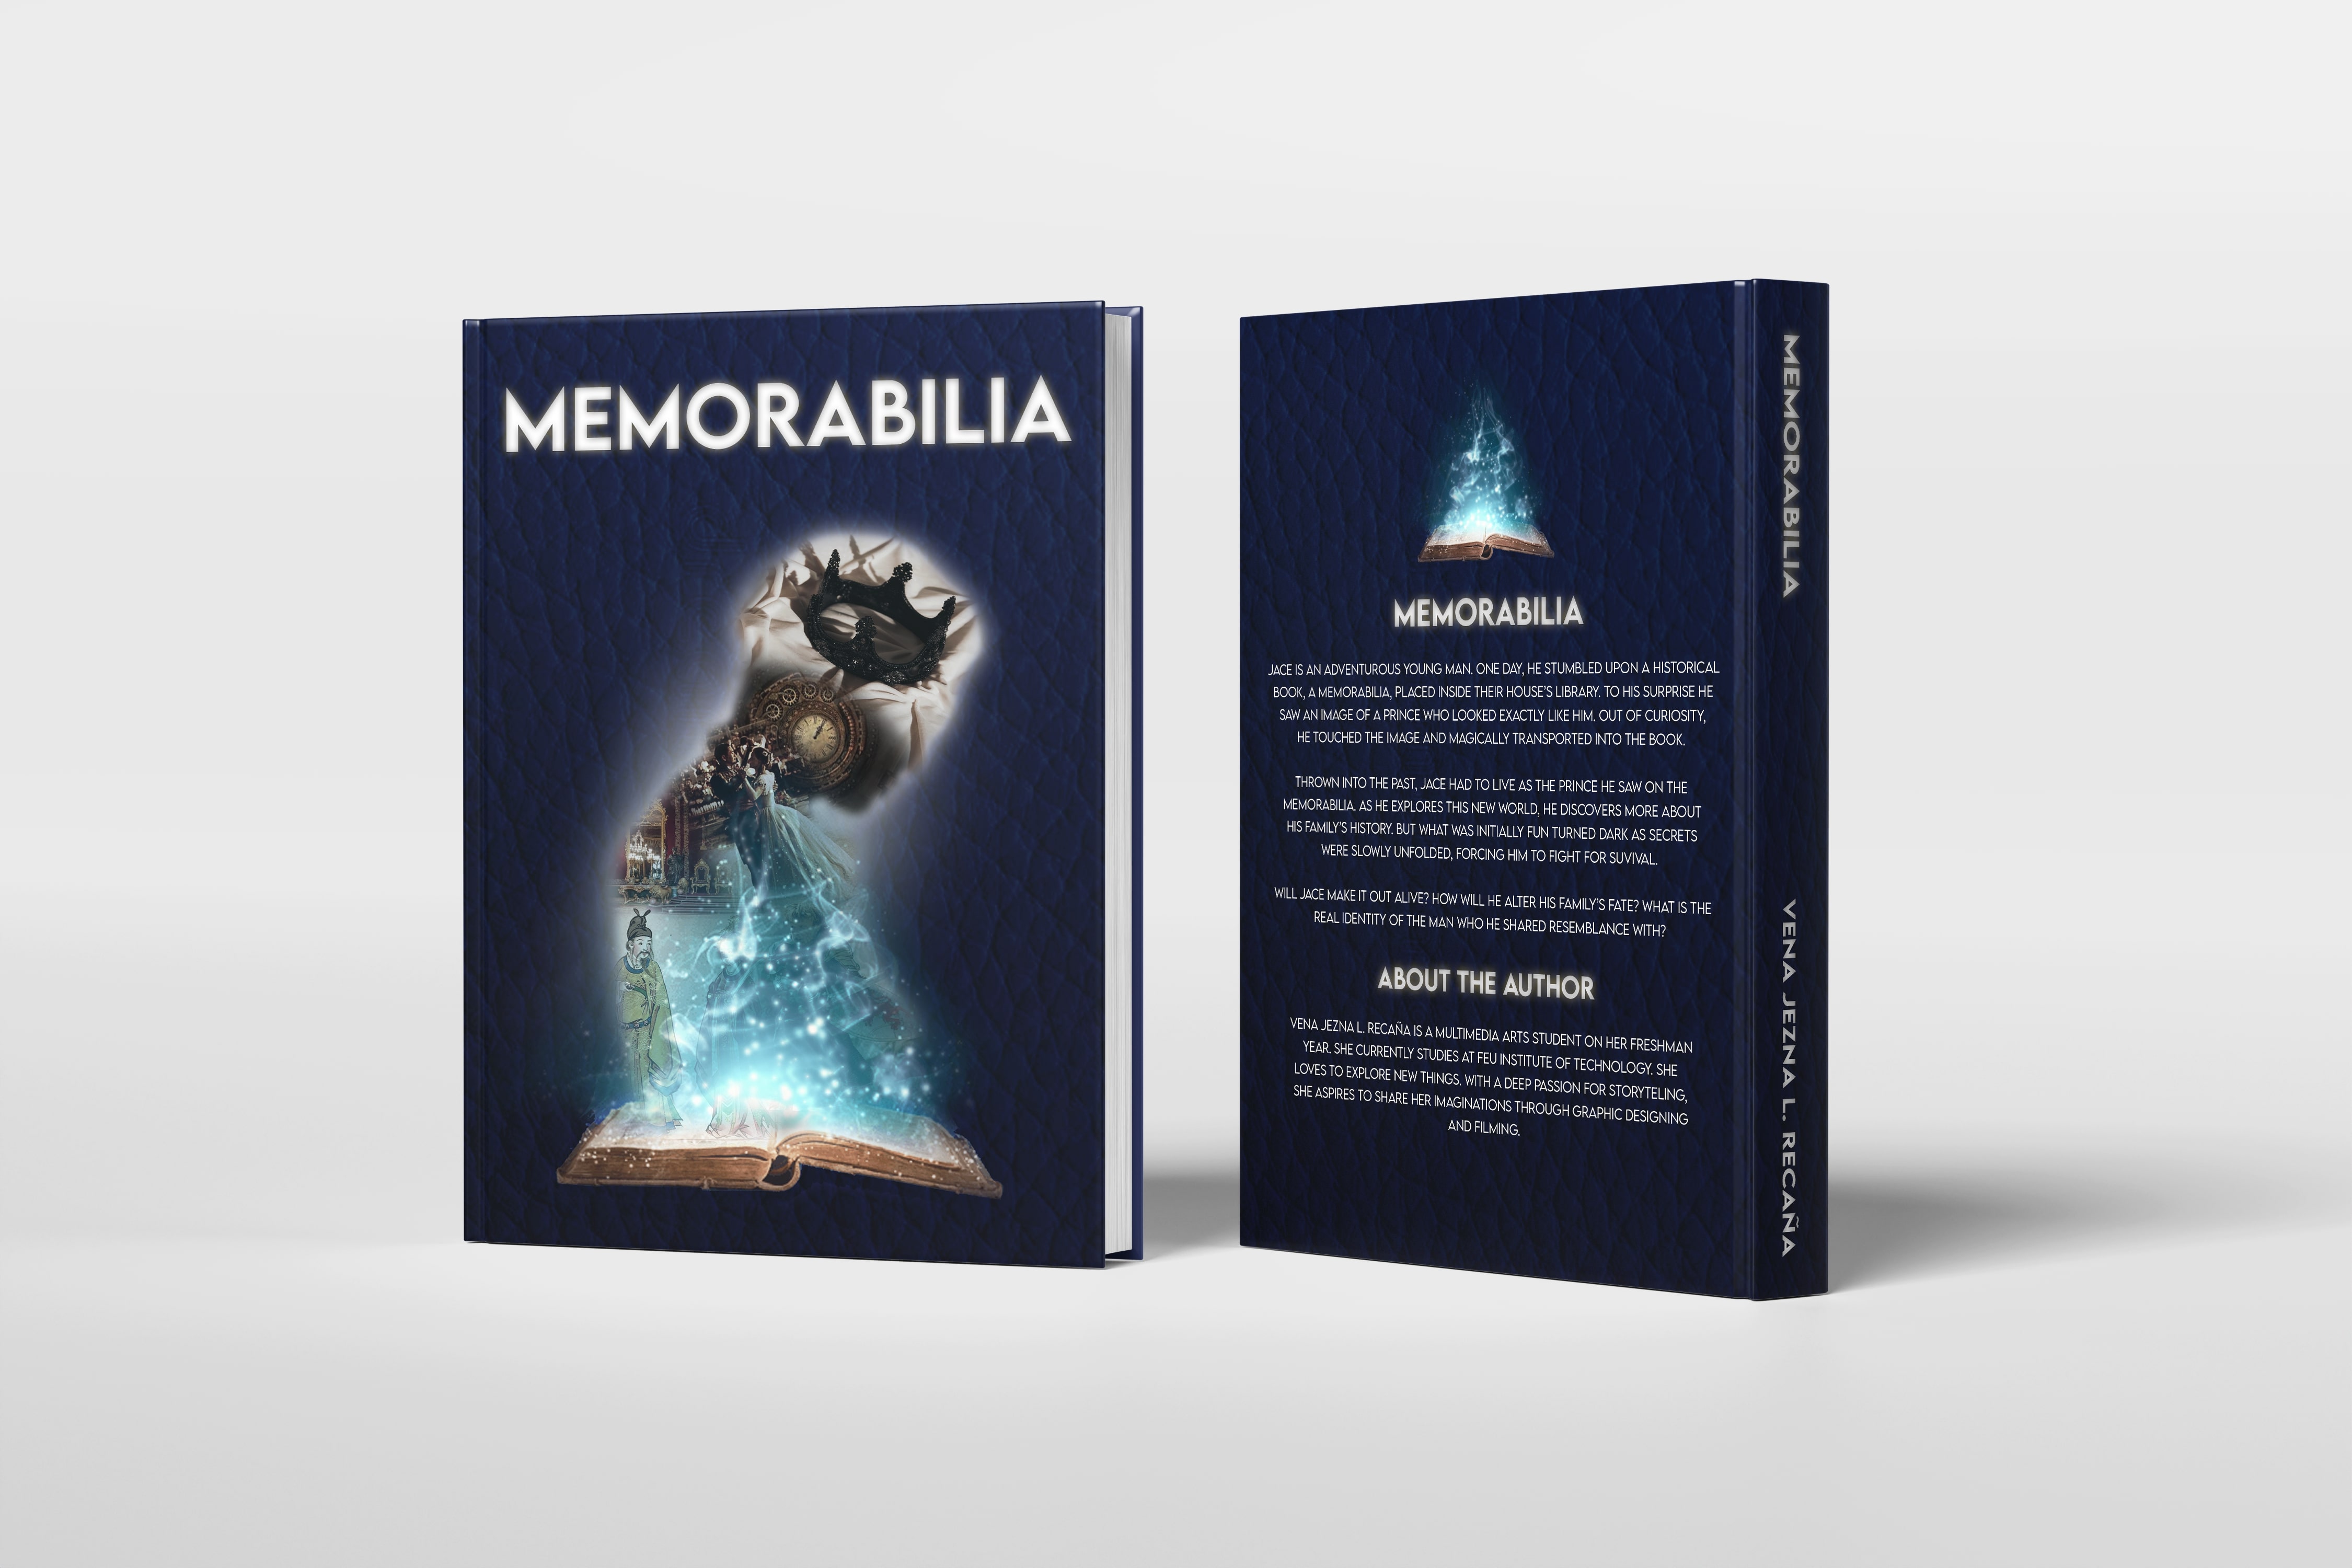 MEMORABILIA
MEMORABILIA
JACE IS AN ADVENTUROUS YOUNG MAN. ONE DAY, HE STUMBLED UPON A HISTORICAL
BOOK, A MEMORABILIA, PLACED INSIDE THEIR HOUSE'S LIBRARY. TO HIS SURPRISE HE
SAW AN IMAGE OF A PRINCE WHO LOOKED EXACTLY LIKE HIM. OUT OF CURIOSITY,
HE TOUCHED THE IMAGE AND MAGICALLY TRANSPORTED INTO THE BOOK.
THROWN INTO THE PAST, JACE HAD TO LIVE AS THE PRINCE HE SAW ON THE
MEMORABILIA. AS HE EXPLORES THIS NEW WORLD, HE DISCOVERS MORE ABOUT
HIS FAMILY'S HISTORY. BUT WHAT WAS INITIALLY FUN TURNED DARK AS SECRETS
WERE SLOWLY UNFOLDED, FORCING HIM TO FIGHT FOR SUVIVAL.
WILL JACE MAKE IT OUT ALIVE? HOW WILL HE ALTER HIS FAMILY'S FATE? WHAT IS THE
REAL IDENTITY OF THE MAN WHO HE SHARED RESEMBLANCE WITH?
ABOUT THE AUTHOR
VENA JEZNA L. RECAÑA IS A MULTIMEDIA ARTS STUDENT ON HER FRESHMAN
YEAR. SHE CURRENTLY STUDIES AT FEU INSTITUTE OF TECHNOLOGY. SHE
LOVES TO EXPLORE NEW THINGS. WITH A DEEP PASSION FOR STORYTELING,
SHE ASPIRES TO SHARE HER IMAGINATIONS THROUGH GRAPHIC DESIGNING
AND FILMING.
MEMORABILIA
VENA JEZNA L. RECAÑA